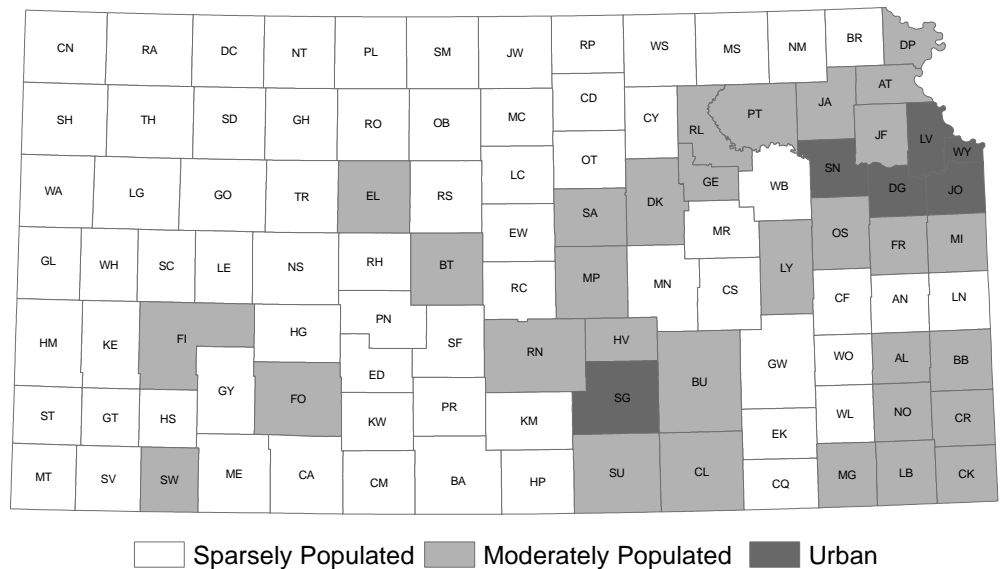 CN RA DC NT PL SM JW RP WS MS NM BR DP
SH TH SD GH RO OB MC CD CY RL PT JA AT JF LV WY
WA LG GO TR EL RS LC OT SA DK GE WB SN DG JO
GL WH SC LE NS RH BT EW RC MP MN MR CS LY OS FR MI
HM KE FI HG PN SF RN HV CF AN LN
GY FO ED SG BU GW WO AL BB
ST GT HS KW PR KM EK WL NO CR
MT SV SW ME CA CM BA HP SU CL CQ MG LB CK
Sparsely Populated Moderately Populated Urban